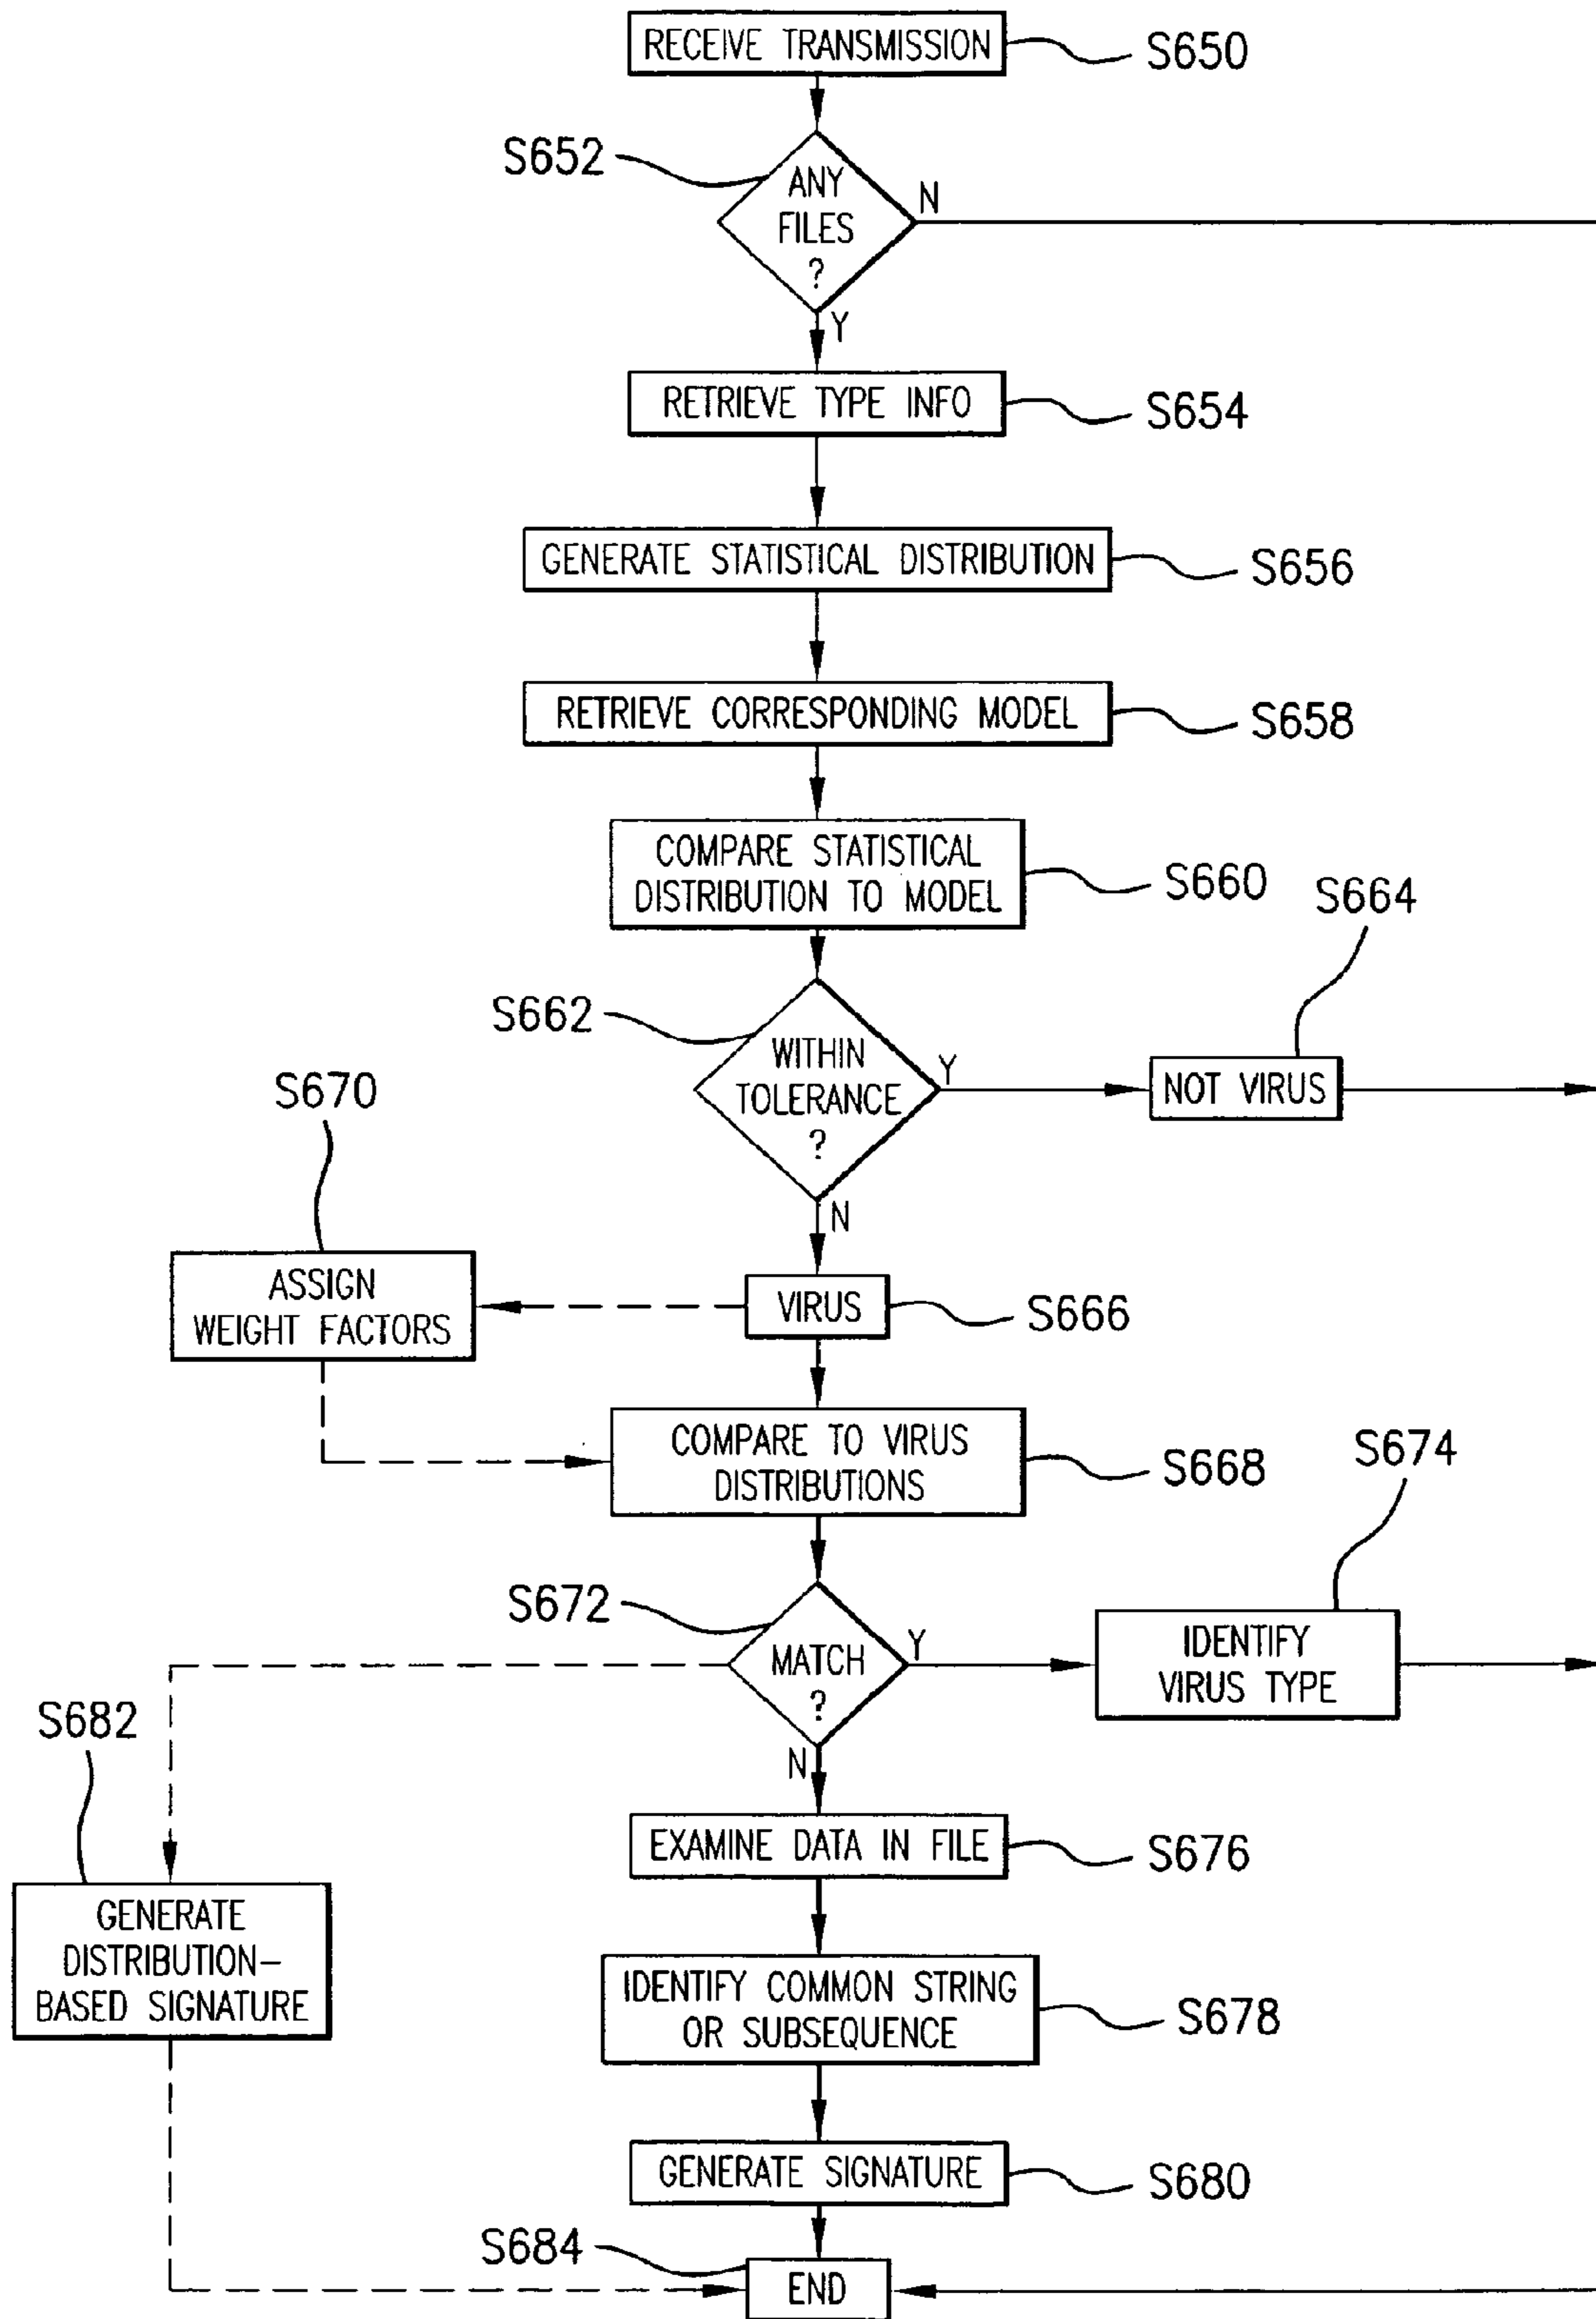 RECEIVE TRANSMISSION
S650
S652
ANY
FILES
?
N
Y
RETRIEVE TYPE INFO
S654
GENERATE STATISTICAL DISTRIBUTION
S656
RETRIEVE CORRESPONDING MODEL
S658
COMPARE STATISTICAL
DISTRIBUTION TO MODEL
S660
S664
S662
WITHIN
TOLERANCE
?
Y
NOT VIRUS
N
S670
ASSIGN
WEIGHT FACTORS
VIRUS
S666
COMPARE TO VIRUS
DISTRIBUTIONS
S668
S674
S672
MATCH
?
Y
IDENTIFY
VIRUS TYPE
N
S682
GENERATE
DISTRIBUTION-
BASED SIGNATURE
EXAMINE DATA IN FILE
S676
IDENTIFY COMMON STRING
OR SUBSEQUENCE
S678
GENERATE SIGNATURE
S680
S684
END